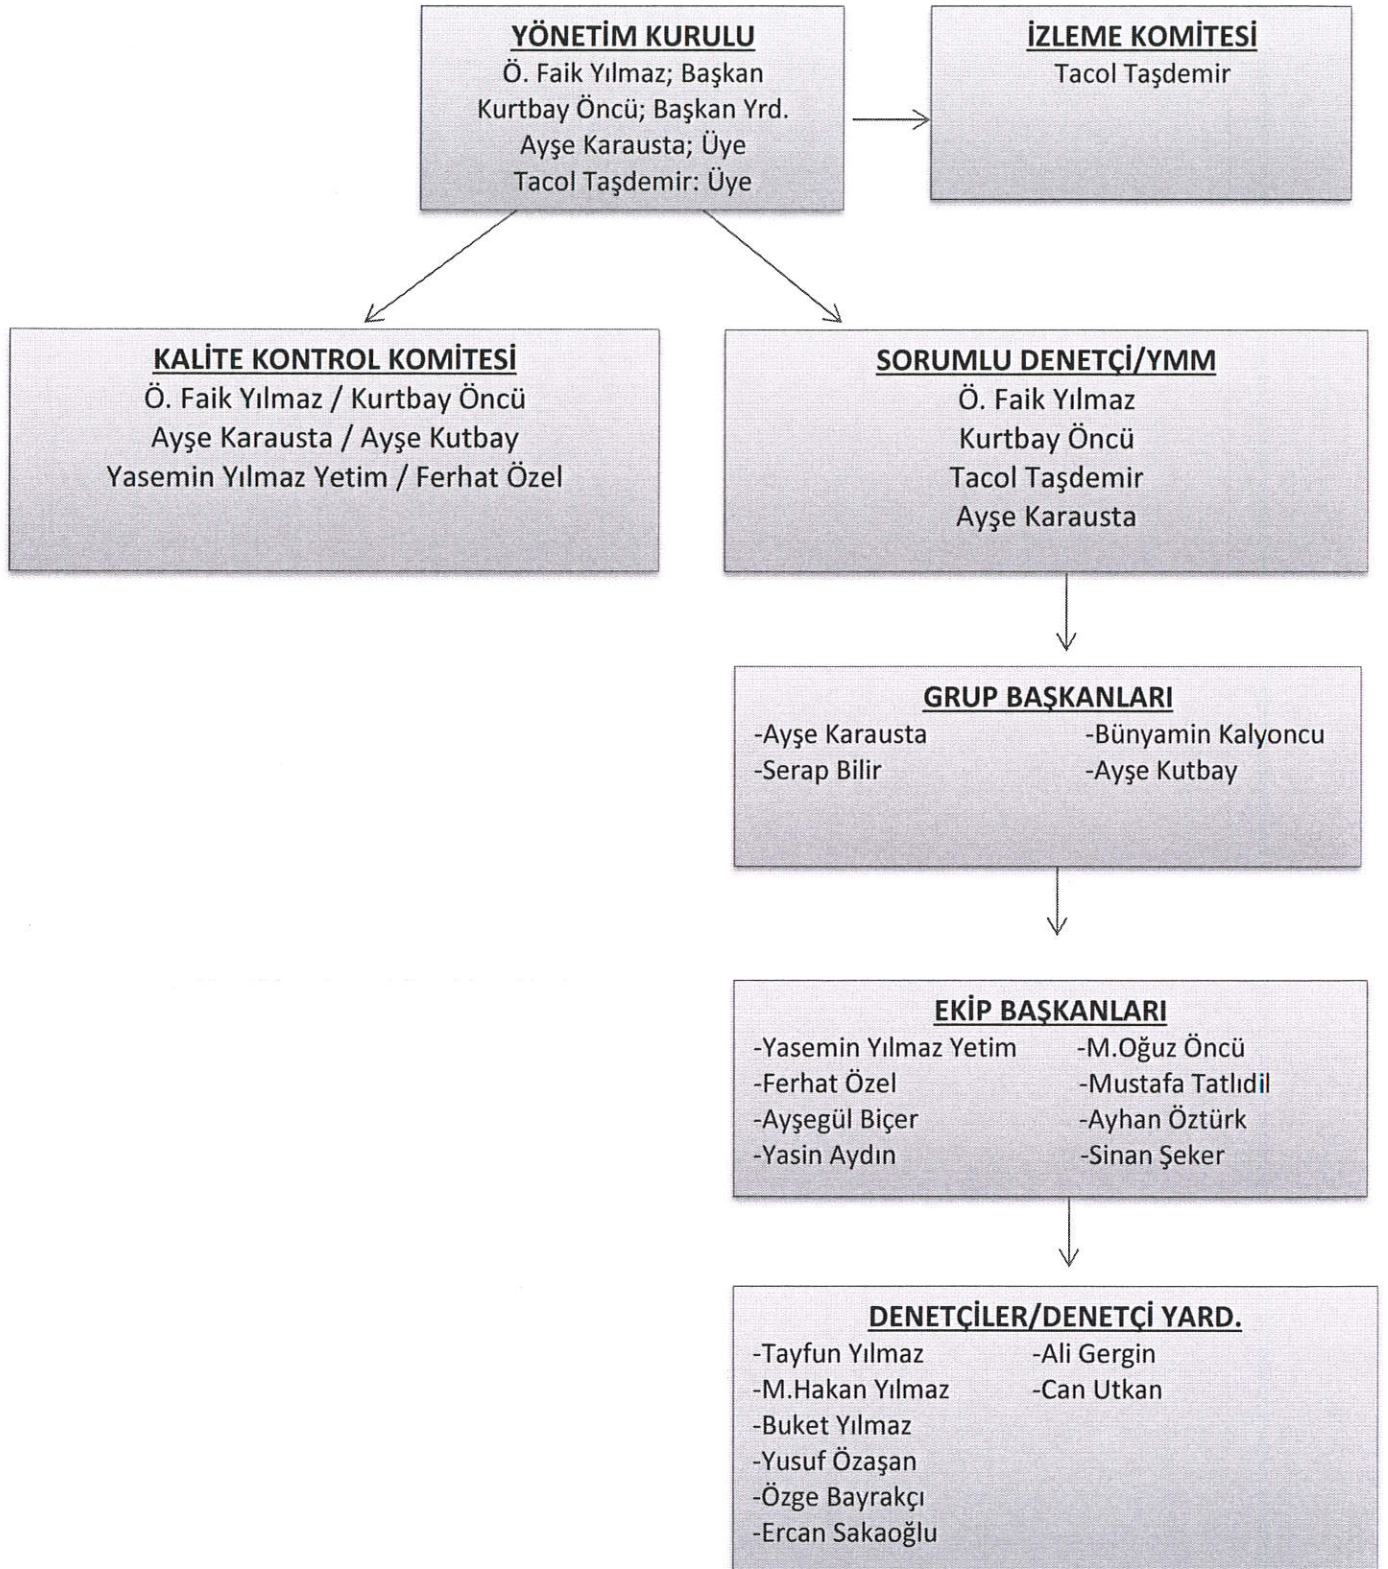 YÖNETİM KURULU
Ö. Faik Yılmaz; Başkan
Kurtbay Öncü; Başkan Yrd.
Ayşe Karausta; Üye
Tacol Taşdemir: Üye
İZLEME KOMİTESİ
Tacol Taşdemir
KALİTE KONTROL KOMİTESİ
Ö. Faik Yılmaz / Kurtbay Öncü
Ayşe Karausta / Ayşe Kutbay
Yasemin Yılmaz Yetim / Ferhat Özel
SORUMLU DENETÇİ/YMM
Ö. Faik Yılmaz
Kurtbay Öncü
Tacol Taşdemir
Ayşe Karausta
GRUP BAŞKANLARI
-Ayşe Karausta -Bünyamin Kalyoncu
-Serap Bilir -Ayşe Kutbay
EKİP BAŞKANLARI
-Yasemin Yılmaz Yetim -M.Oğuz Öncü
-Ferhat Özel -Mustafa Tatlıdil
-Ayşegül Biçer -Ayhan Öztürk
-Yasin Aydın -Sinan Şeker
DENETÇİLER/DENETÇİ YARD.
-Tayfun Yılmaz -Ali Gergin
-M.Hakan Yılmaz -Can Utkan
-Buket Yılmaz
-Yusuf Özaşan
-Özge Bayrakçı
-Ercan Sakaoğlu